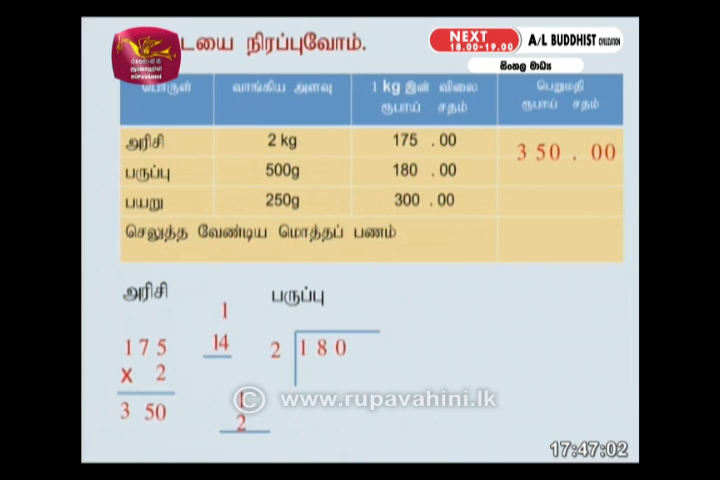 டயை நிரப்புவோம்.
NEXT
18.00-19.00
A/L BUDDHIST CIVILIZATION
සිංහල මාධ්‍ය
பொருள் வாங்கிய அளவு 1 kg இன் விலை பெறுமதி
ரூபாய் சதம் ரூபாய் சதம்
அரிசி 2 kg 175 . 00 350 . 00
பருப்பு 500g 180 . 00
பயறு 250g 300 . 00
செலுத்த வேண்டிய மொத்தப் பணம்
அரிசி பருப்பு
1
175 14 2 180
x 2
350 1
2
© www.rupavahini.lk
17:47:02